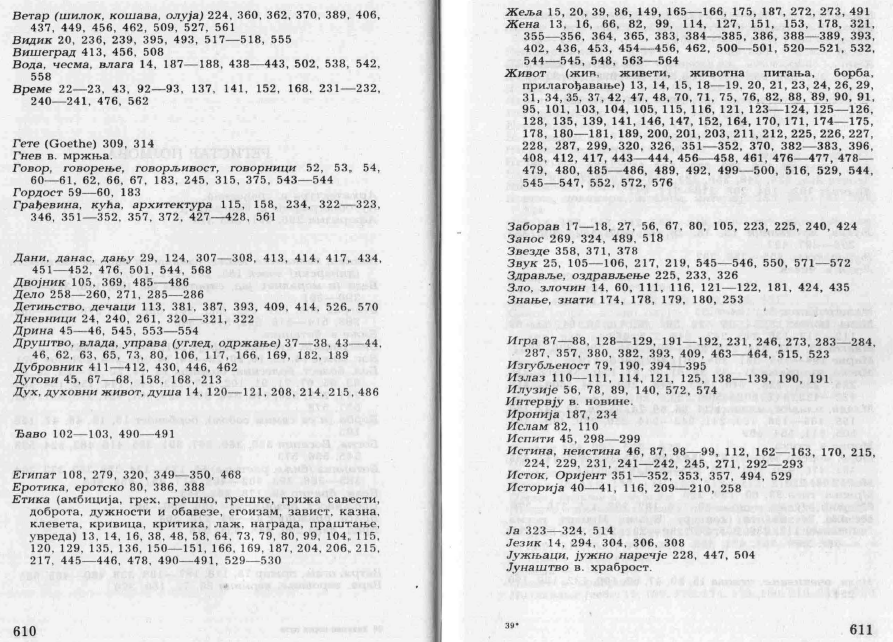 Ветар (шилок, кошава, олуја) 224, 360, 362, 370, 389, 406,
437, 449, 456, 462, 509, 527, 561
Видик 20, 236, 239, 395, 493, 517—518, 555
Вишеград 413, 456, 508
Вода, чесма, влага 14, 187—188, 438—443, 502, 538, 542,
558
Време 22—23, 43, 92—93, 137, 141, 152, 168, 231—232,
240—241, 476, 562
Гете (Goethe) 309, 314
Гнев в. мржња.
Говор, говорење, говорљивост, говорници 52, 53, 54,
60—61, 62, 66, 67, 183, 245, 315, 375, 543—544
Гордост 59—60, 183
Грађевина, кућа, архитектура 115, 158, 234, 322—323,
346, 351—352, 357, 372, 427—428, 561
Дани, данас, дању 29, 124, 307—308, 413, 414, 417, 434,
451—452, 476, 501, 544, 568
Двојник 105, 369, 485—486
Дело 258—260, 271, 285—286
Детињство, дечаци 113, 381, 387, 393, 409, 414, 526, 570
Дневници 24, 240, 261, 320—321, 322
Дрина 45—46, 545, 553—554
Друштво, влада, управа (углед, одржање) 37—38, 43—44,
46, 62, 63, 65, 73, 80, 106, 117, 166, 169, 182, 189
Дубровник 411—412, 430, 446, 462
Дугови 45, 67—68, 158, 168, 213
Дух, духовни живот, душа 14, 120—121, 208, 214, 215, 486
Ђаво 102—103, 490—491
Египат 108, 279, 320, 349—350, 468
Еротика, еротско 80, 386, 388
Етика (амбиција, грех, грешно, грешке, грижа савести,
доброта, дужности и обавезе, егоизам, завист, казна,
клевета, кривица, критика, лаж, награда, праштање,
увреда) 13, 14, 16, 38, 48, 58, 64, 73, 79, 80, 99, 104, 115,
120, 129, 135, 136, 150—151, 166, 169, 187, 204, 206, 215,
217, 445—446, 478, 490—491, 529—530
610
Жеља 15, 20, 39, 86, 149, 165—166, 175, 187, 272, 273, 491
Жена 13, 16, 66, 82, 99, 114, 127, 151, 153, 178, 321,
355—356, 364, 365, 383, 384—385, 386, 388—389, 393,
402, 436, 453, 454—456, 462, 500—501, 520—521, 532,
544—545, 548, 563—564
Живот (жив, живети, животна питања, борба,
прилагођавање) 13, 14, 15, 18—19, 20, 21, 23, 24, 26, 29,
31, 34, 35, 37, 42, 47, 48, 70, 71, 75, 76, 82, 88, 89, 90, 91,
95, 101, 103, 104, 105, 115, 116, 121, 123—124, 125—126,
128, 135, 139, 141, 146, 147, 152, 164, 170, 171, 174—175,
178, 180—181, 189, 200, 201, 203, 211, 212, 225, 226, 227,
228, 287, 299, 320, 326, 351—352, 370, 382—383, 396,
408, 412, 417, 443—444, 456—458, 461, 476—477, 478—
479, 480, 485—486, 489, 492, 499—500, 516, 529, 544,
545—547, 552, 572, 576
Заборав 17—18, 27, 56, 67, 80, 105, 223, 225, 240, 424
Занос 269, 324, 489, 518
Звезде 358, 371, 378
Звук 25, 105—106, 217, 219, 545—546, 550, 571—572
Здравље, оздрављење 225, 233, 326
Зло, злочин 14, 60, 111, 116, 121—122, 181, 424, 435
Знање, знати 174, 178, 179, 180, 253
Игра 87—88, 128—129, 191—192, 231, 246, 273, 283—284,
287, 357, 380, 382, 393, 409, 463—464, 515, 523
Изгубљеност 79, 190, 394—395
Излаз 110—111, 114, 121, 125, 138—139, 190, 191
Илузије 56, 78, 89, 140, 572, 574
Интервју в. новине.
Иронија 187, 234
Ислам 82, 110
Испити 45, 298—299
Истина, неистина 46, 87, 98—99, 112, 162—163, 170, 215,
224, 229, 231, 241—242, 245, 271, 292—293
Исток, Оријент 351—352, 353, 357, 494, 529
Историја 40—41, 116, 209—210, 258
Ја 323—324, 514
Језик 14, 294, 304, 306, 308
Јужњаци, јужно наречје 228, 447, 504
Јунаштво в. храброст.
39*
611